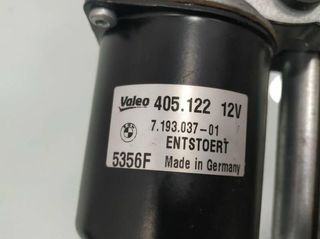 Valeo 405.122 12V
7.193.037-01
ENTSTOERT
5356F Made in Germany